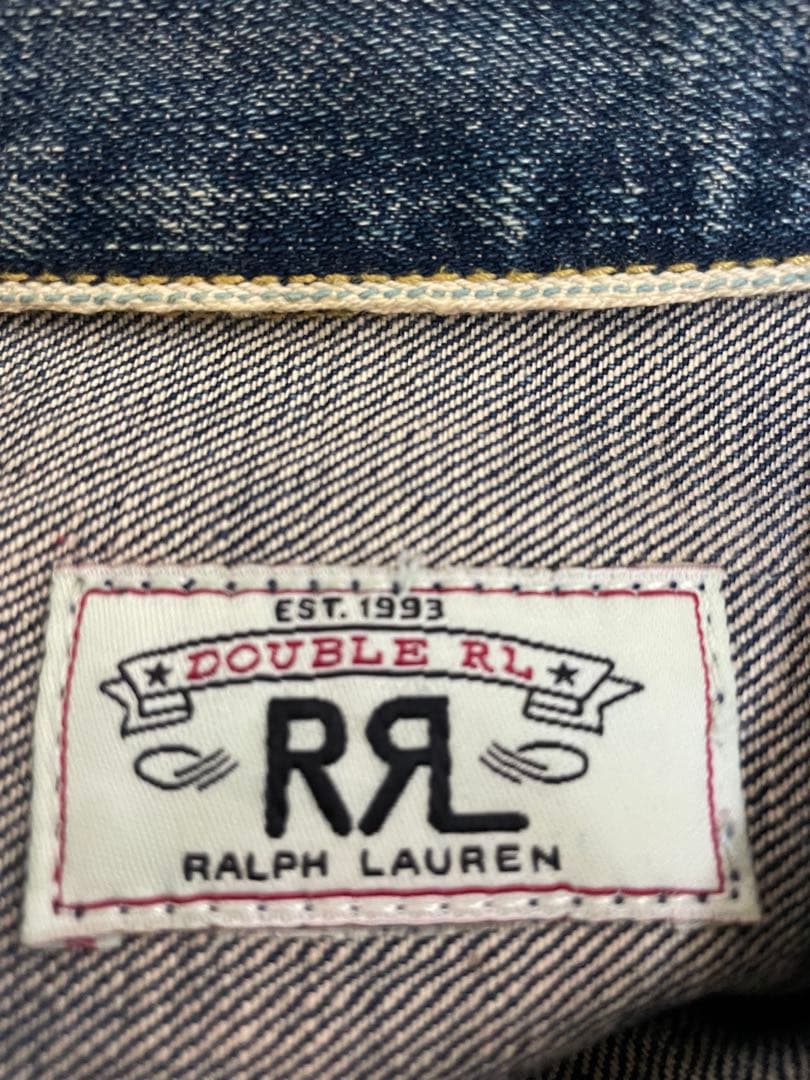 EST. 1993
DOUBLE RL
RRL
RALPH LAUREN